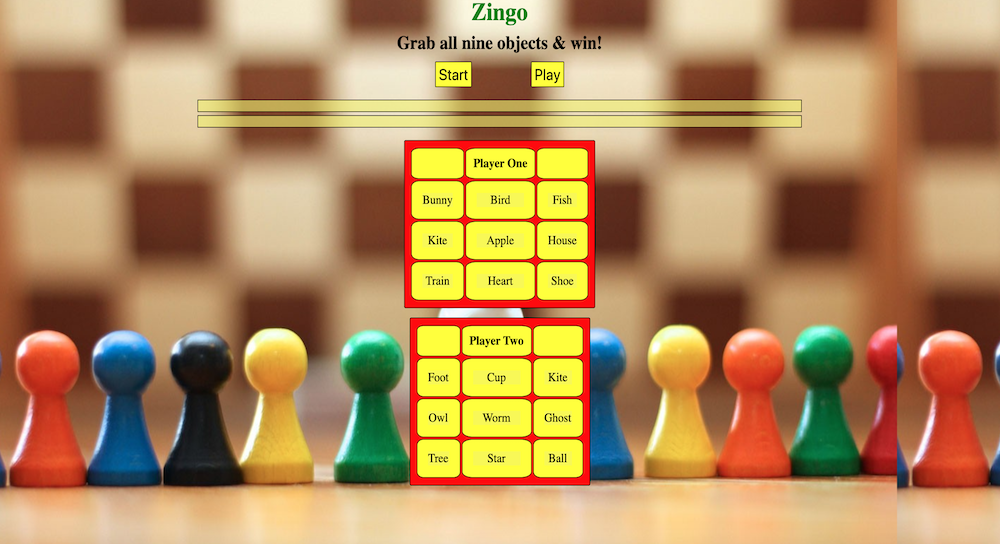 Zingo
Grab all nine objects & win!
Start Play
Player One
Bunny Bird Fish
Kite Apple House
Train Heart Shoe
Player Two
Foot Cup Kite
Owl Worm Ghost
Tree Star Ball